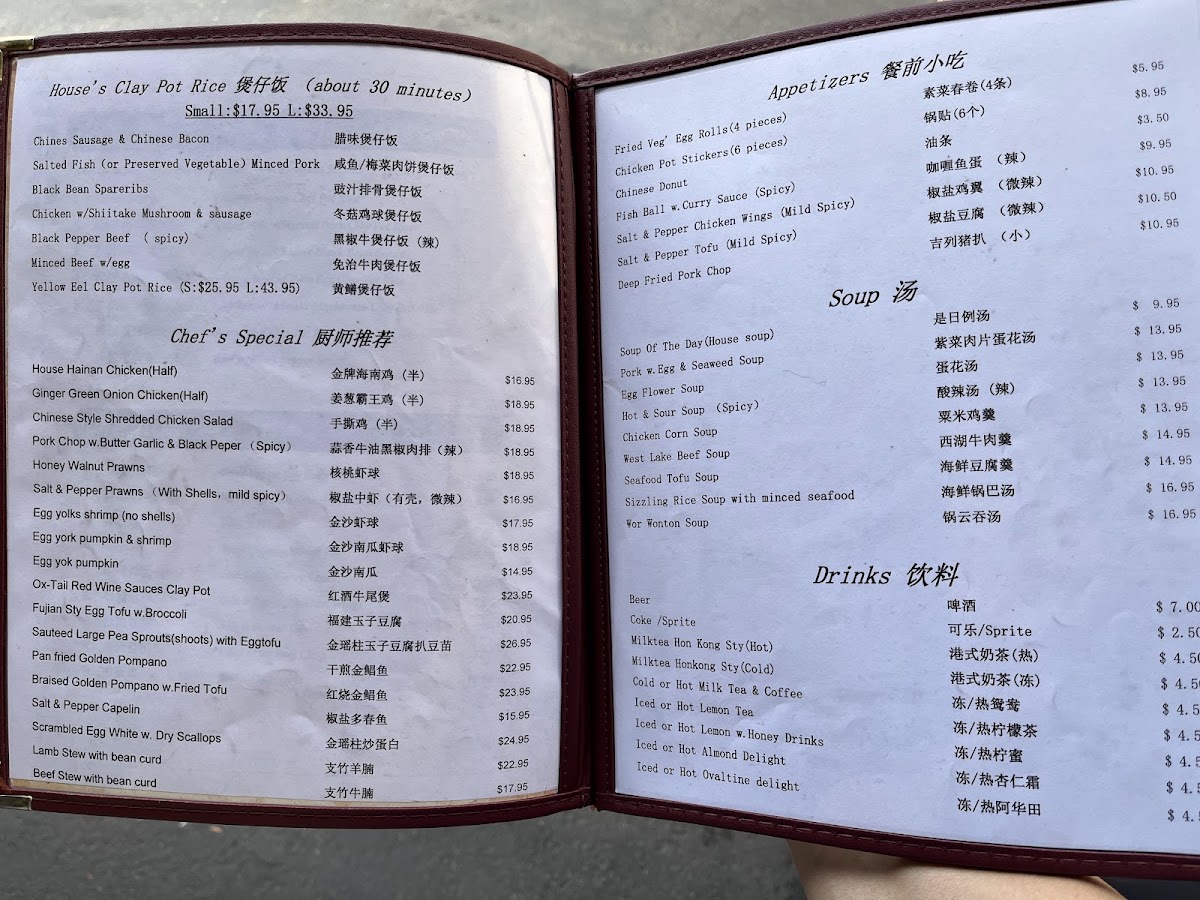 House's Clay Pot Rice 煲仔饭 (about 30 minutes)
Small:$17.95 L:$33.95
Chines Sausage & Chinese Bacon 腊味煲仔饭
Salted Fish (or Preserved Vegetable) Minced Pork 咸鱼/梅菜肉饼煲仔饭
Black Bean Spareribs 豉汁排骨煲仔饭
Chicken w/Shiitake Mushroom & sausage 冬菇鸡球煲仔饭
Black Pepper Beef ( spicy) 黑椒牛煲仔饭 (辣)
Minced Beef w/egg 免治牛肉煲仔饭
Yellow Eel Clay Pot Rice (S:$25.95 L:43.95) 黄鳝煲仔饭
Chef's Special 厨师推荐
House Hainan Chicken(Half) 金牌海南鸡 (半) $16.95
Ginger Green Onion Chicken(Half) 姜葱霸王鸡 (半) $18.95
Chinese Style Shredded Chicken Salad 手撕鸡 (半) $18.95
Pork Chop w.Butter Garlic & Black Peper (Spicy) 蒜香牛油黑椒肉排 (辣) $18.95
Honey Walnut Prawns 核桃虾球 $18.95
Salt & Pepper Prawns (With Shells, mild spicy) 椒盐中虾 (有壳, 微辣) $16.95
Egg yolks shrimp (no shells) 金沙虾球 $17.95
Egg york pumpkin & shrimp 金沙南瓜虾球 $18.95
Egg yok pumpkin 金沙南瓜 $14.95
Ox-Tail Red Wine Sauces Clay Pot 红酒牛尾煲 $23.95
Fujian Sty Egg Tofu w.Broccoli 福建玉子豆腐 $20.95
Sauteed Large Pea Sprouts(shoots) with Eggtofu 金瑶柱玉子豆腐扒豆苗 $26.95
Pan fried Golden Pompano 干煎金鲳鱼 $22.95
Braised Golden Pompano w.Fried Tofu 红烧金鲳鱼 $23.95
Salt & Pepper Capelin 椒盐多春鱼 $15.95
Scrambled Egg White w. Dry Scallops 金瑶柱炒蛋白 $24.95
Lamb Stew with bean curd 支竹羊腩 $22.95
Beef Stew with bean curd 支竹牛腩 $17.95
Appetizers 餐前小吃
Fried Veg' Egg Rolls(4 pieces) 素菜春卷(4条) $5.95
Chicken Pot Stickers(6 pieces) 锅贴(6个) $8.95
Chinese Donut 油条 $3.50
Fish Ball w.Curry Sauce (Spicy) 咖喱鱼蛋 (辣) $9.95
Salt & Pepper Chicken Wings (Mild Spicy) 椒盐鸡翼 (微辣) $10.95
Salt & Pepper Tofu (Mild Spicy) 椒盐豆腐 (微辣) $10.50
Deep Fried Pork Chop 吉列猪扒 (小) $10.95
Soup 汤
Soup Of The Day(House soup) 是日例汤 $ 9.95
Pork w.Egg & Seaweed Soup 紫菜肉片蛋花汤 $ 13.95
Egg Flower Soup 蛋花汤 $ 13.95
Hot & Sour Soup (Spicy) 酸辣汤 (辣) $ 13.95
Chicken Corn Soup 粟米鸡羹 $ 13.95
West Lake Beef Soup 西湖牛肉羹 $ 14.95
Seafood Tofu Soup 海鲜豆腐羹 $ 14.95
Sizzling Rice Soup with minced seafood 海鲜锅巴汤 $ 16.95
Wor Wonton Soup 锅云吞汤 $ 16.95
Drinks 饮料
Beer 啤酒 $ 7.00
Coke /Sprite 可乐/Sprite $ 2.50
Milktea Hon Kong Sty(Hot) 港式奶茶(热) $ 4.50
Milktea Honkong Sty(Cold) 港式奶茶(冻) $ 4.50
Cold or Hot Milk Tea & Coffee 冻/热鸳鸯 $ 4.5
Iced or Hot Lemon Tea 冻/热柠檬茶 $ 4.5
Iced or Hot Lemon w.Honey Drinks 冻/热柠蜜 $ 4.5
Iced or Hot Almond Delight 冻/热杏仁霜 $ 4.5
Iced or Hot Ovaltine delight 冻/热阿华田 $ 4.